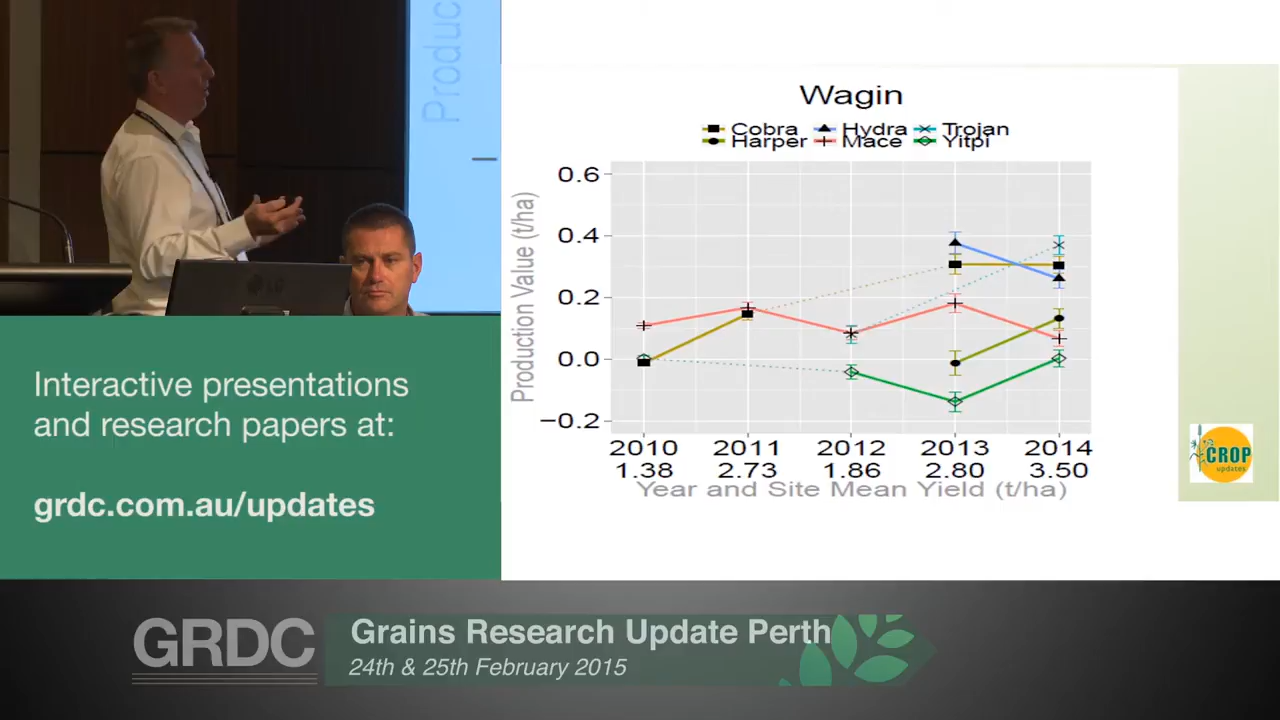 Produc
LG
Interactive presentations
and research papers at:
grdc.com.au/updates
Wagin
Cobra Hydra Trojan
Harper Mace Yitpi
Production Value (t/ha)
0.6
0.4
0.2
0.0
−0.2
2010 2011 2012 2013 2014
1.38 2.73 1.86 2.80 3.50
Year and Site Mean Yield (t/ha)
CROP
updates
GRDC
Grains Research Update Perth
24th & 25th February 2015